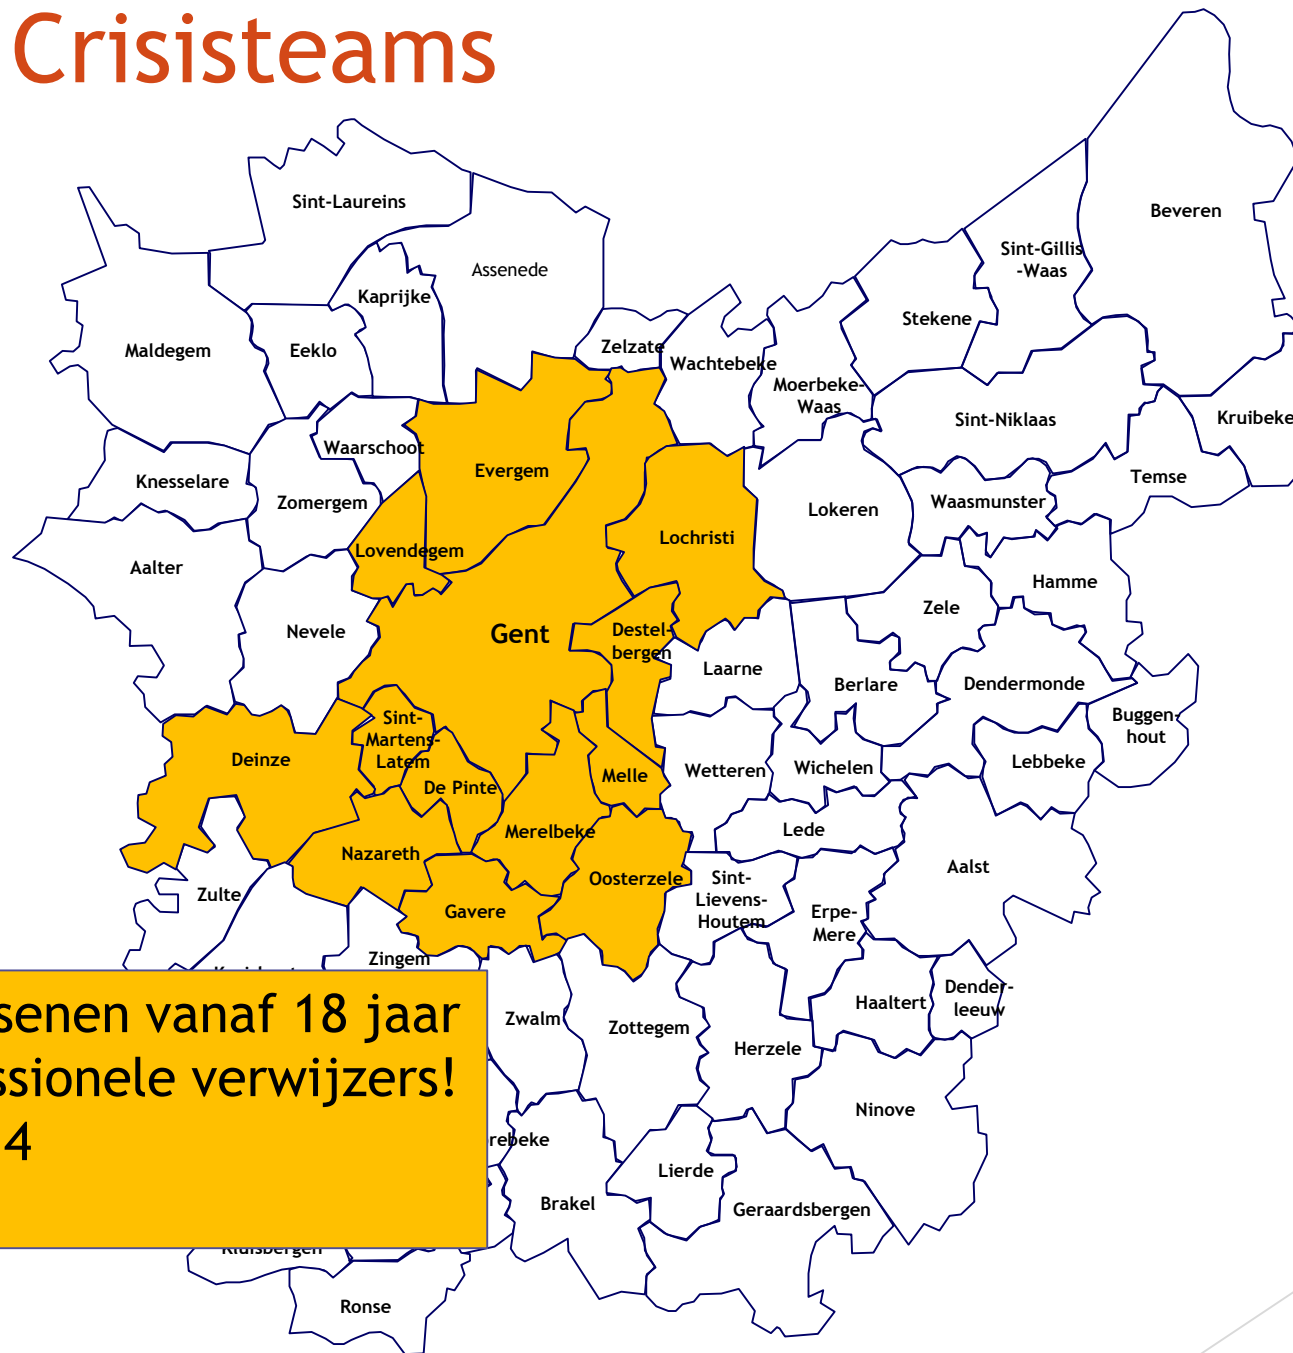 Crisisteams
Sint-Laureins
Beveren
Sint-Gillis
-Waas
Assenede
Kaprijke
Stekene
Maldegem
Eeklo
Zelzate
Wachtebeke
Moerbeke-
Waas
Sint-Niklaas
Kruibeke
Waarschoot
Evergem
Temse
Knesselare
Zomergem
Waasmunster
Lokeren
Lochristi
Lovendegem
Aalter
Hamme
Zele
Nevele
Gent
Destel-
bergen
Laarne
Berlare
Dendermonde
Sint-
Martens-
Latem
Buggen-
hout
Deinze
Lebbeke
Wetteren
Wichelen
Melle
De Pinte
Merelbeke
Lede
Nazareth
Aalst
Oosterzele
Sint-
Lievens-
Houtem
Zulte
Gavere
Erpe-
Mere
Zingem
Dender-
leeuw
Haaltert
senen vanaf 18 jaar
Zwalm
Zottegem
Herzele
ssionele verwijzers!
Ninove
4
rebeke
Lierde
Brakel
Geraardsbergen
Kluisbergen
Ronse